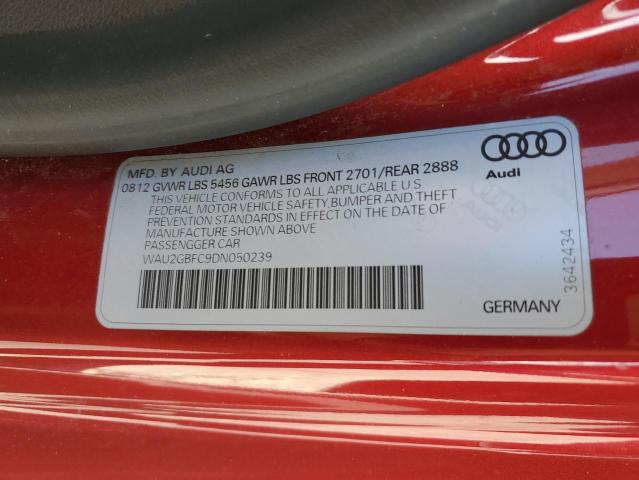 MFD. BY AUDI AG
0812 GVWR LBS 5456 GAWR LBS FRONT 2701/REAR 2888
THIS VEHICLE CONFORMS TO ALL APPLICABLE U.S
FEDERAL MOTOR VEHICLE SAFETY, BUMPER AND THEFT
PREVENTION STANDARDS IN EFFECT ON THE DATE OF
MANUFACTURE SHOWN ABOVE
PASSENGGER CAR
WAU2GBFC9DN050239
Audi
Audi
3642434
GERMANY